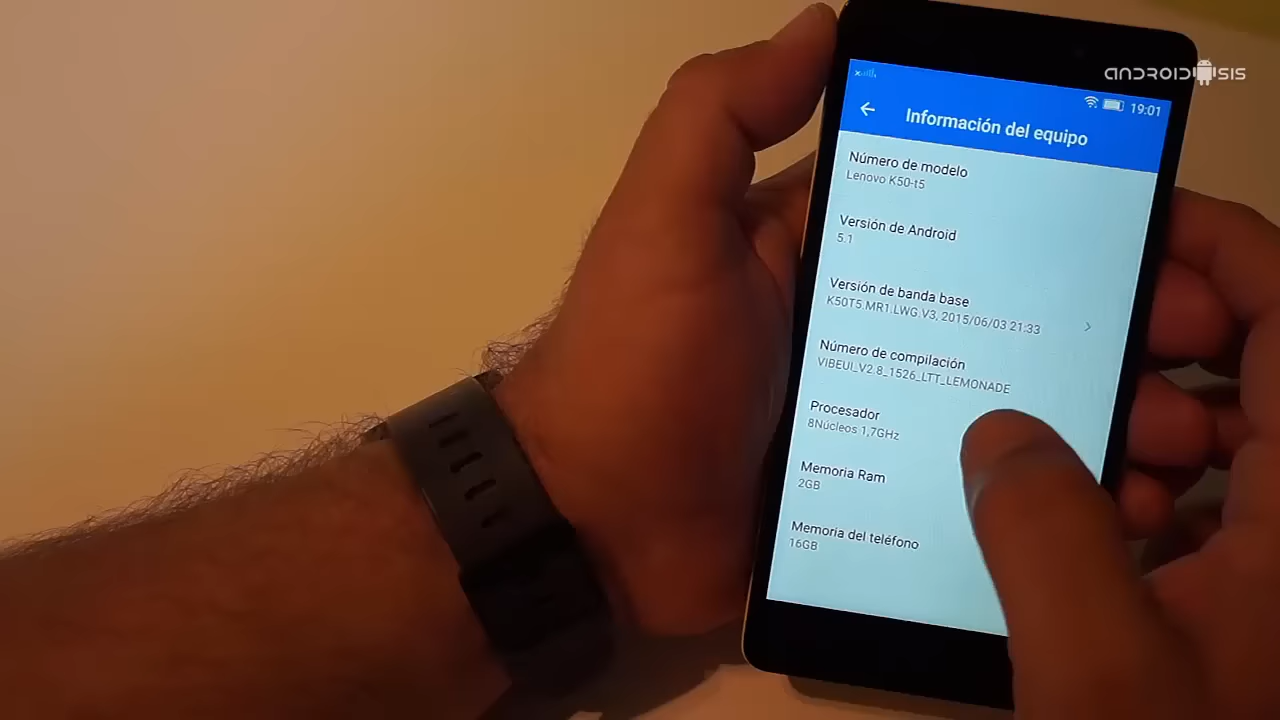 ANDROIDSIS
19:01
Información del equipo
Número de modelo
Lenovo K50-t5
Versión de Android
5.1
Versión de banda base
K50T5.MR1.LWG.V3, 2015/06/03 21:33
Número de compilación
VIBEUI_V2.8_1526_LTT_LEMONADE
Procesador
8Núcleos 1,7GHz
Memoria Ram
2GB
Memoria del teléfono
16GB